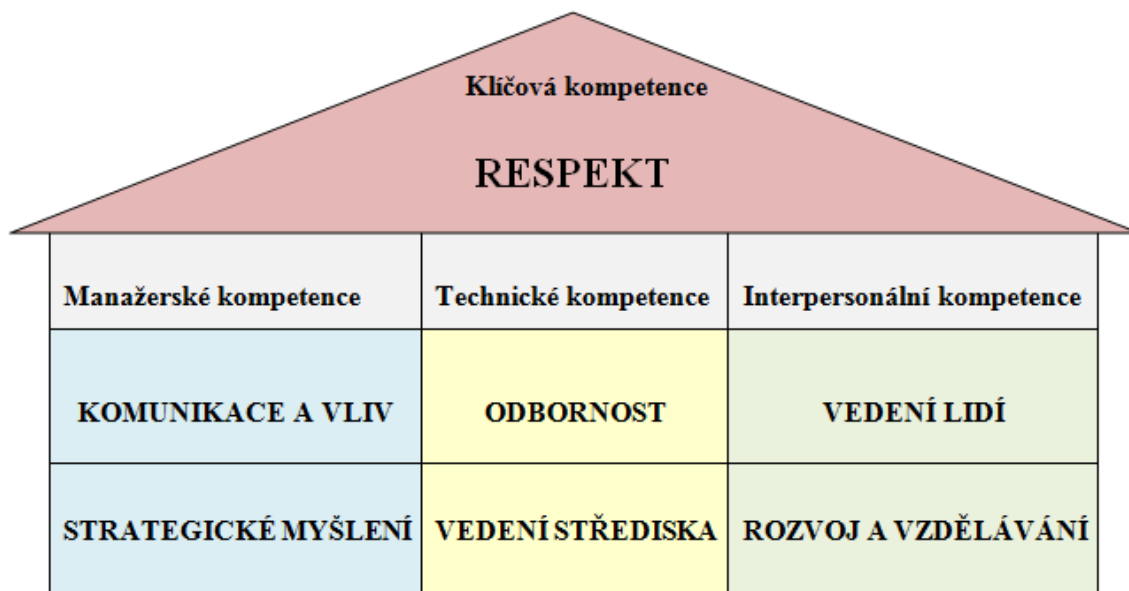 Klíčová kompetence
RESPEKT
Manažerské kompetence
Technické kompetence
Interpersonální kompetence
KOMUNIKACE A VLIV
ODBORNOST
VEDENÍ LIDÍ
STRATEGICKÉ MYŠLENÍ
VEDENÍ STŘEDISKA
ROZVOJ A VZDĚLÁVÁNÍ